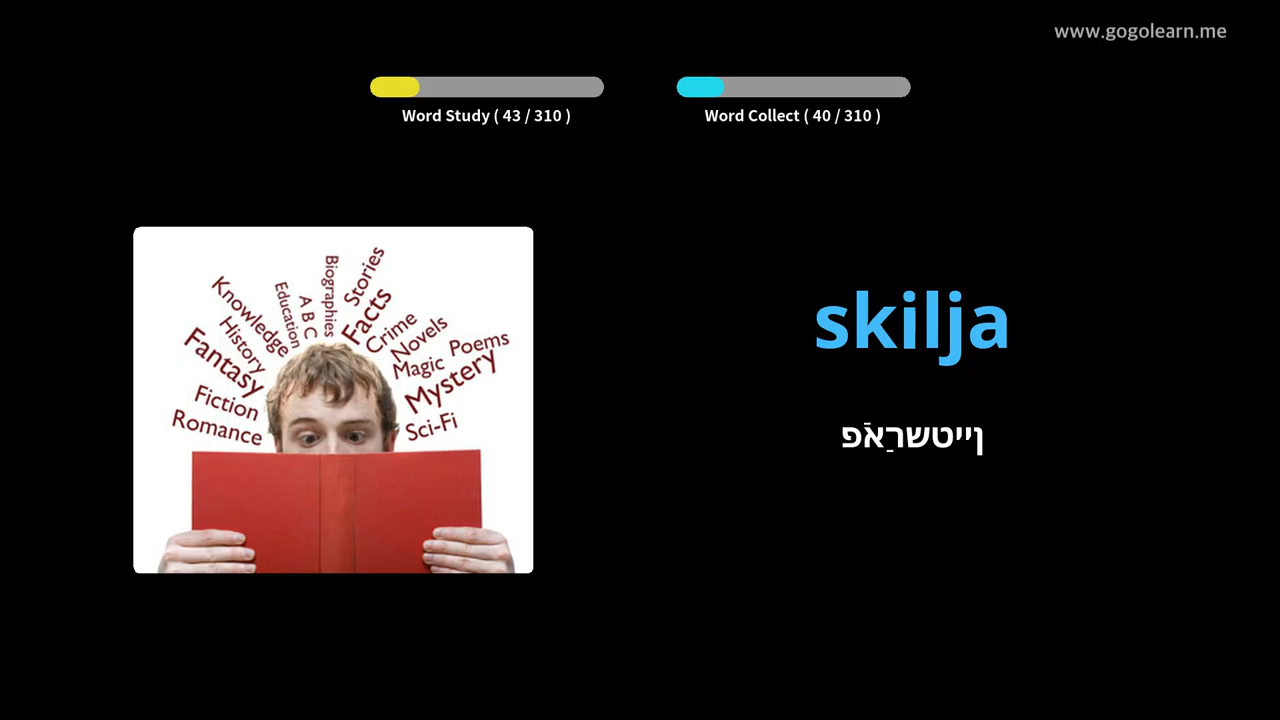 www.gogolearn.me
Word Study ( 43 / 310 )
Word Collect ( 40 / 310 )
Biographies
Stories
Education
A B C
Facts
Knowledge
Crime
History
Novels
Poems
Fantasy
Magic
Mystery
Fiction
Sci-Fi
Romance
skilja
ןייטשרַאֿפ